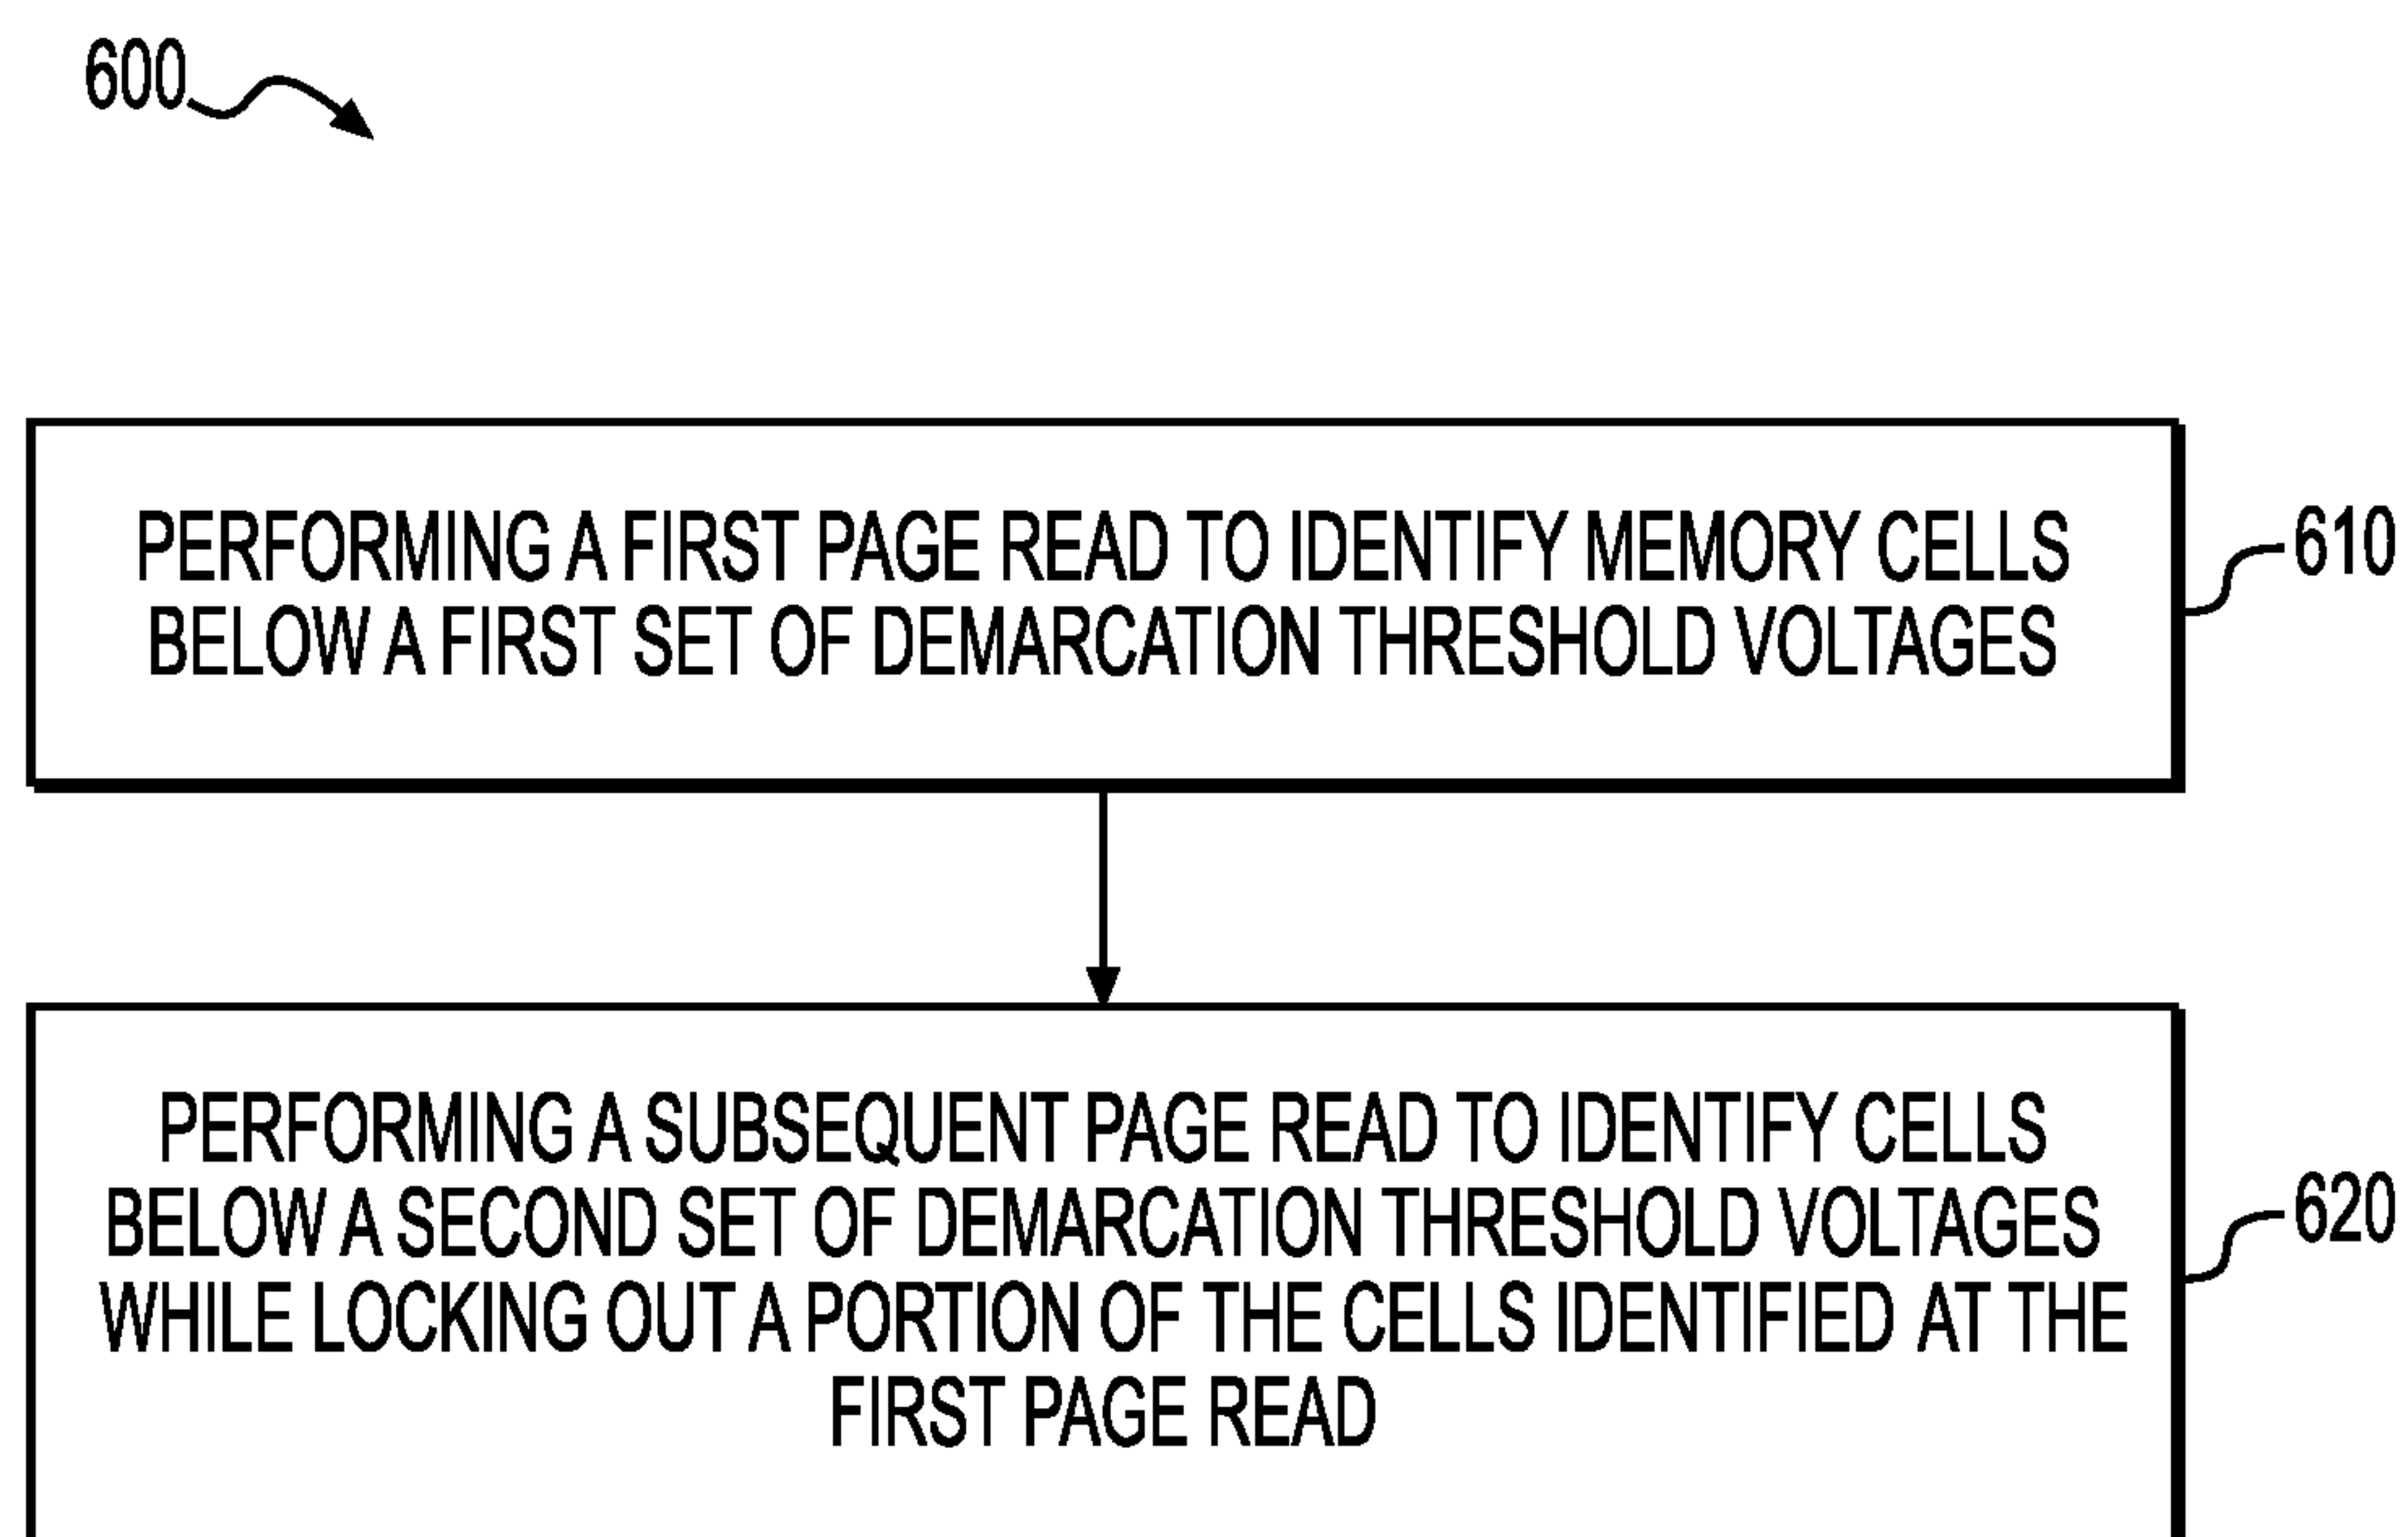 600
PERFORMING A FIRST PAGE READ TO IDENTIFY MEMORY CELLS
BELOW A FIRST SET OF DEMARCATION THRESHOLD VOLTAGES
610
PERFORMING A SUBSEQUENT PAGE READ TO IDENTIFY CELLS
BELOW A SECOND SET OF DEMARCATION THRESHOLD VOLTAGES
WHILE LOCKING OUT A PORTION OF THE CELLS IDENTIFIED AT THE
FIRST PAGE READ
620